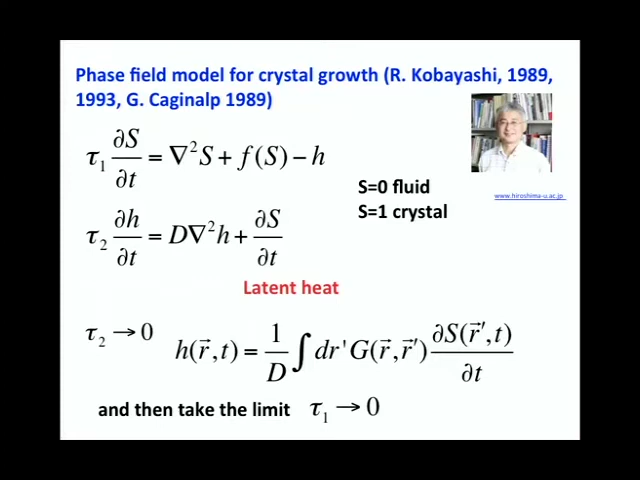 Phase field model for crystal growth (R. Kobayashi, 1989,
1993, G. Caginalp 1989)
τ₁ ∂S/∂t = ∇²S + f(S) − h
S=0 fluid
S=1 crystal
www.hiroshima-u.ac.jp
τ₂ ∂h/∂t = D∇²h + ∂S/∂t
Latent heat
τ₂ → 0
h(r⃗,t) = 1/D ∫ dr' G(r⃗,r⃗') ∂S(r⃗',t)/∂t
and then take the limit τ₁ → 0